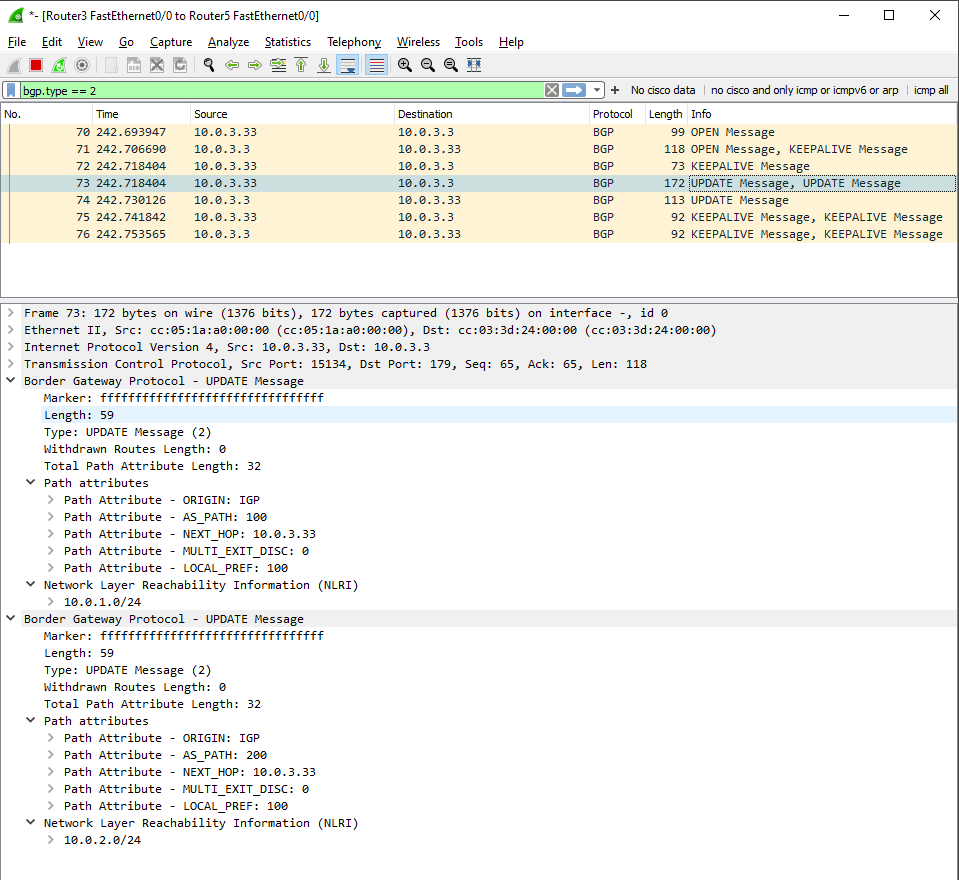 *- [Router3 FastEthernet0/0 to Router5 FastEthernet0/0]
File Edit View Go Capture Analyze Statistics Telephony Wireless Tools Help
bgp.type == 2 + No cisco data no cisco and only icmp or icmpv6 or arp icmp all
No. Time Source Destination Protocol Length Info
70 242.693947 10.0.3.33 10.0.3.3 BGP 99 OPEN Message
71 242.706690 10.0.3.3 10.0.3.33 BGP 118 OPEN Message, KEEPALIVE Message
72 242.718404 10.0.3.33 10.0.3.3 BGP 73 KEEPALIVE Message
73 242.718404 10.0.3.33 10.0.3.3 BGP 172 UPDATE Message, UPDATE Message
74 242.730126 10.0.3.3 10.0.3.33 BGP 113 UPDATE Message
75 242.741842 10.0.3.33 10.0.3.3 BGP 92 KEEPALIVE Message, KEEPALIVE Message
76 242.753565 10.0.3.3 10.0.3.33 BGP 92 KEEPALIVE Message, KEEPALIVE Message
Frame 73: 172 bytes on wire (1376 bits), 172 bytes captured (1376 bits) on interface -, id 0
Ethernet II, Src: cc:05:1a:a0:00:00 (cc:05:1a:a0:00:00), Dst: cc:03:3d:24:00:00 (cc:03:3d:24:00:00)
Internet Protocol Version 4, Src: 10.0.3.33, Dst: 10.0.3.3
Transmission Control Protocol, Src Port: 15134, Dst Port: 179, Seq: 65, Ack: 65, Len: 118
Border Gateway Protocol - UPDATE Message
Marker: ffffffffffffffffffffffffffffffff
Length: 59
Type: UPDATE Message (2)
Withdrawn Routes Length: 0
Total Path Attribute Length: 32
Path attributes
Path Attribute - ORIGIN: IGP
Path Attribute - AS_PATH: 100
Path Attribute - NEXT_HOP: 10.0.3.33
Path Attribute - MULTI_EXIT_DISC: 0
Path Attribute - LOCAL_PREF: 100
Network Layer Reachability Information (NLRI)
10.0.1.0/24
Border Gateway Protocol - UPDATE Message
Marker: ffffffffffffffffffffffffffffffff
Length: 59
Type: UPDATE Message (2)
Withdrawn Routes Length: 0
Total Path Attribute Length: 32
Path attributes
Path Attribute - ORIGIN: IGP
Path Attribute - AS_PATH: 200
Path Attribute - NEXT_HOP: 10.0.3.33
Path Attribute - MULTI_EXIT_DISC: 0
Path Attribute - LOCAL_PREF: 100
Network Layer Reachability Information (NLRI)
10.0.2.0/24